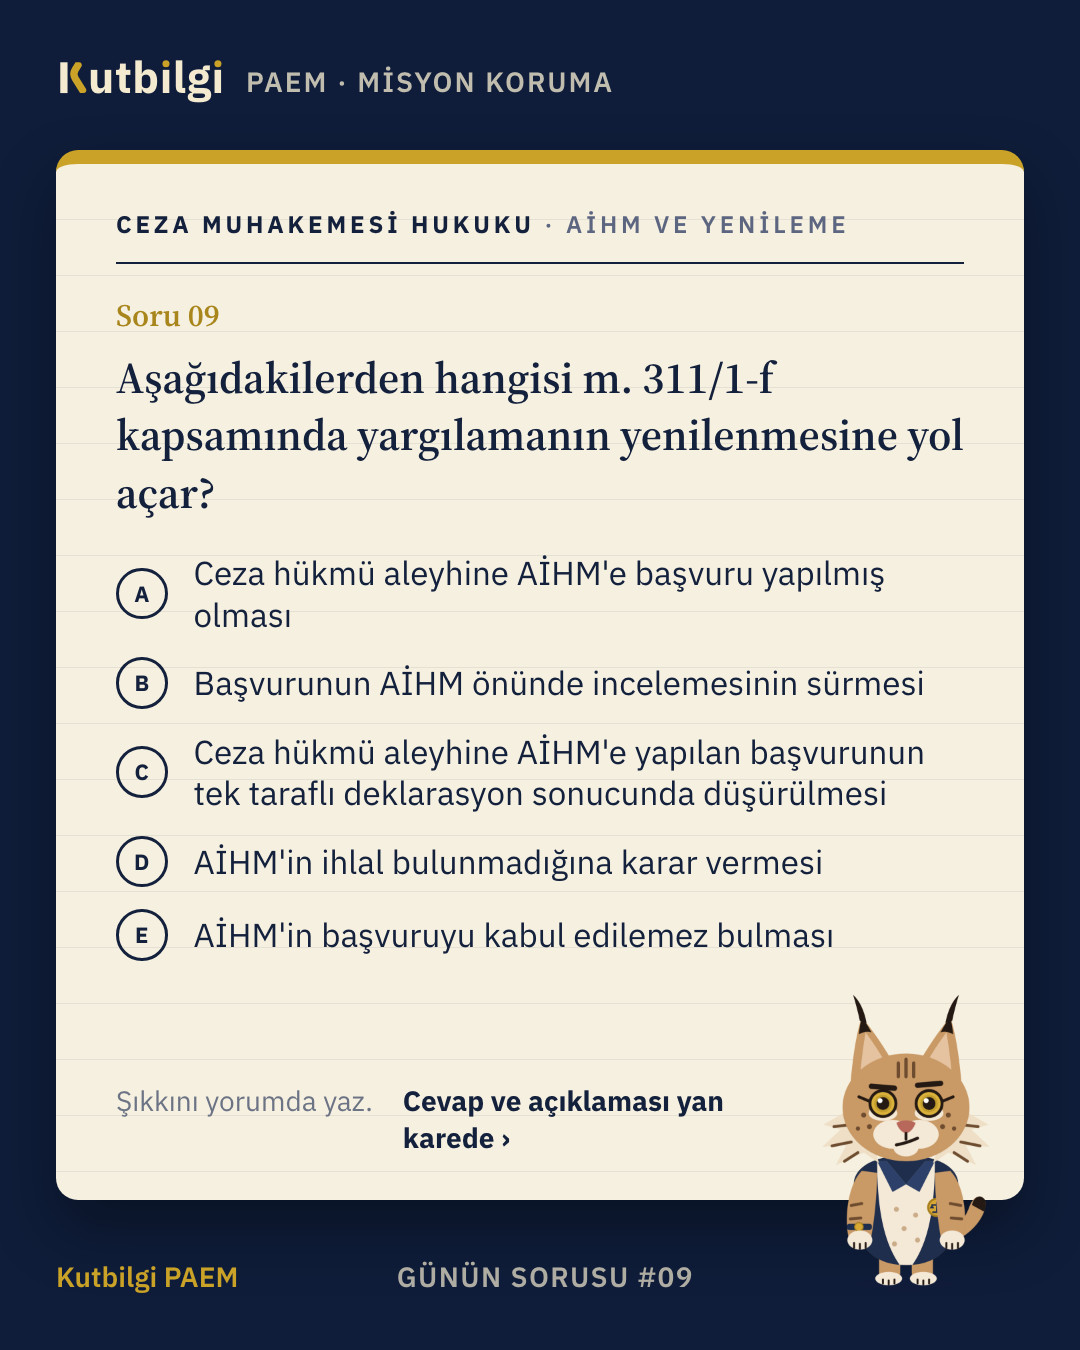 Kutbilgi PAEM · MİSYON KORUMA
CEZA MUHAKEMESİ HUKUKU · AİHM VE YENİLEME
Soru 09
Aşağıdakilerden hangisi m. 311/1-f
kapsamında yargılamanın yenilenmesine yol
açar?
A Ceza hükmü aleyhine AİHM'e başvuru yapılmış
olması
B Başvurunun AİHM önünde incelemesinin sürmesi
C Ceza hükmü aleyhine AİHM'e yapılan başvurunun
tek taraflı deklarasyon sonucunda düşürülmesi
D AİHM'in ihlal bulunmadığına karar vermesi
E AİHM'in başvuruyu kabul edilemez bulması
Şıkkını yorumda yaz. Cevap ve açıklaması yan
karede ›
Kutbilgi PAEM GÜNÜN SORUSU #09